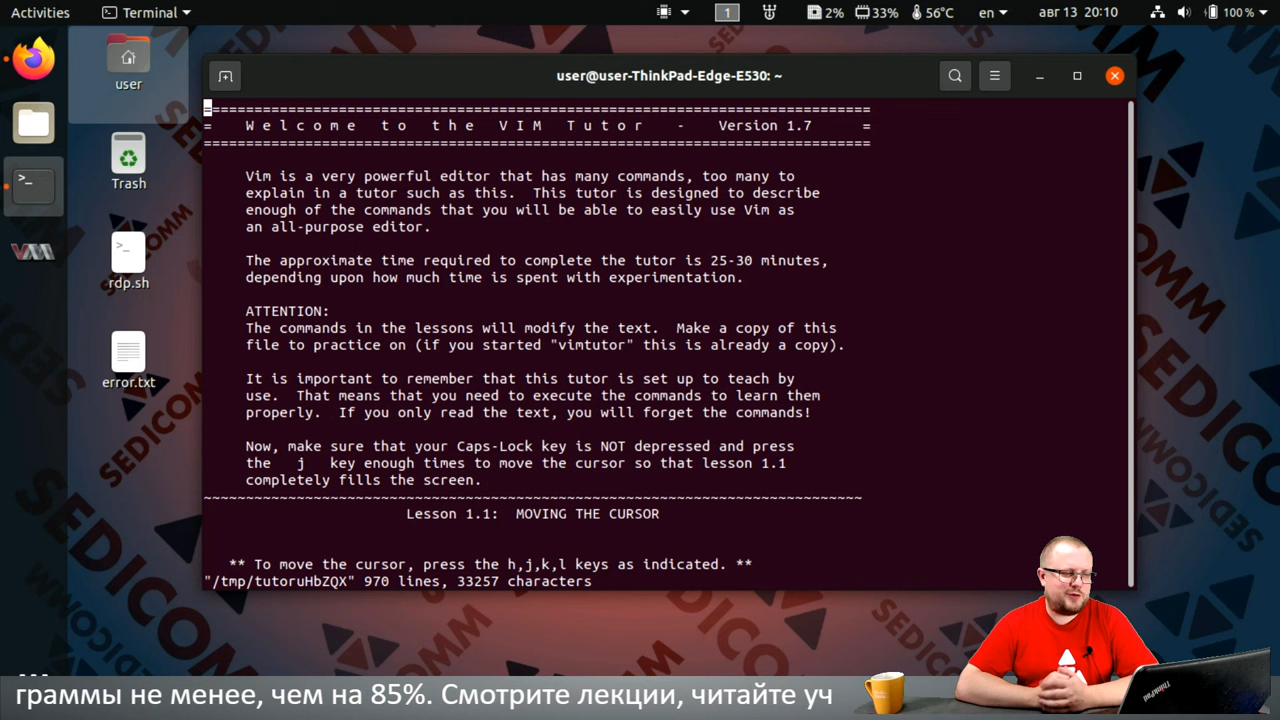 Activities
Terminal
1
2%
33%
56°C
en
авг 13 20:10
100 %
user@user-ThinkPad-Edge-E530: ~
user
Trash
rdp.sh
error.txt
===============================================================================
=    W e l c o m e   t o   t h e   V I M   T u t o r    -    Version 1.7      =
===============================================================================
Vim is a very powerful editor that has many commands, too many to
explain in a tutor such as this.  This tutor is designed to describe
enough of the commands that you will be able to easily use Vim as
an all-purpose editor.
The approximate time required to complete the tutor is 25-30 minutes,
depending upon how much time is spent with experimentation.
ATTENTION:
The commands in the lessons will modify the text.  Make a copy of this
file to practice on (if you started "vimtutor" this is already a copy).
It is important to remember that this tutor is set up to teach by
use.  That means that you need to execute the commands to learn them
properly.  If you only read the text, you will forget the commands!
Now, make sure that your Caps-Lock key is NOT depressed and press
the   j   key enough times to move the cursor so that lesson 1.1
completely fills the screen.
~~~~~~~~~~~~~~~~~~~~~~~~~~~~~~~~~~~~~~~~~~~~~~~~~~~~~~~~~~~~~~~~~~~~~~~~~~~~~~
Lesson 1.1:  MOVING THE CURSOR
** To move the cursor, press the h,j,k,l keys as indicated. **
"/tmp/tutoruHbZQX" 970 lines, 33257 characters
SEDICOMM
SEDICOMM
SEDICOMM
SEDICOMM
ThinkPad
граммы не менее, чем на 85%. Смотрите лекции, читайте уч